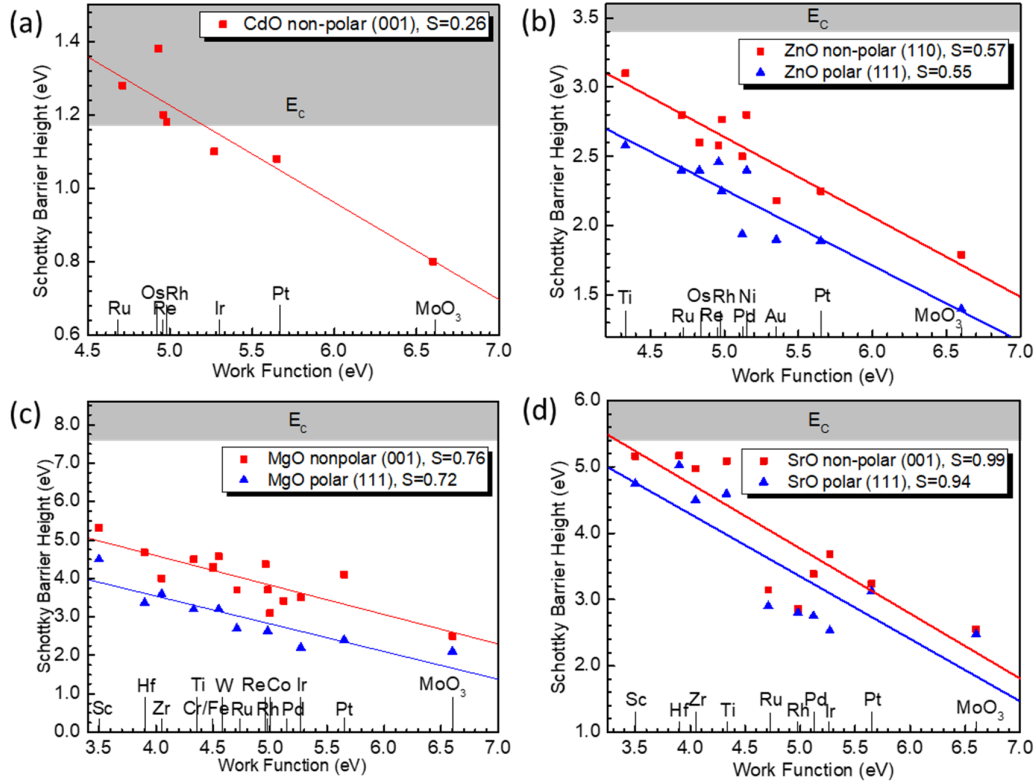 (a)
CdO non-polar (001), S=0.26
E_C
Schottky Barrier Height (eV)
1.4
1.2
1.0
0.8
0.6
Ru
Os
Rh
Re
Ir
Pt
MoO3
4.5 5.0 5.5 6.0 6.5 7.0
Work Function (eV)
(b)
E_C
ZnO non-polar (110), S=0.57
ZnO polar (111), S=0.55
Schottky Barrier Height (eV)
3.5
3.0
2.5
2.0
1.5
Ti
Ru
Os
Re
Rh
Pd
Ni
Au
Pt
MoO3
4.5 5.0 5.5 6.0 6.5 7.0
Work Function (eV)
(c)
E_C
MgO nonpolar (001), S=0.76
MgO polar (111), S=0.72
Schottky Barrier Height (eV)
8.0
7.0
6.0
5.0
4.0
3.0
2.0
1.0
0.0
Sc
Hf
Zr
Ti
Cr/Fe
W
Ru
Re
Rh
Co
Pd
Ir
Pt
MoO3
3.5 4.0 4.5 5.0 5.5 6.0 6.5 7.0
Work Function (eV)
(d)
E_C
SrO non-polar (001), S=0.99
SrO polar (111), S=0.94
Schottky Barrier Height (eV)
6.0
5.0
4.0
3.0
2.0
1.0
Sc
Hf
Zr
Ti
Ru
Rh
Pd
Ir
Pt
MoO3
3.5 4.0 4.5 5.0 5.5 6.0 6.5 7.0
Work Function (eV)